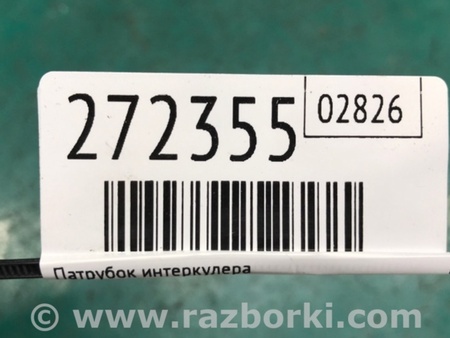 272355
02826
Патрубок интеркулера
© www.razborki.com